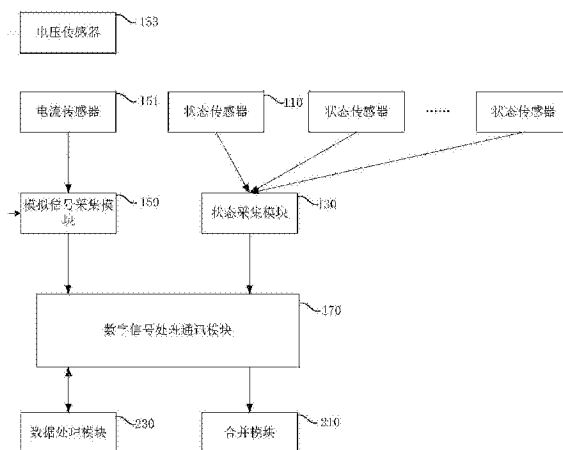 电压传感器
153
电流传感器
151
状态传感器
110
状态传感器
……
状态传感器
模拟信号采集模
块
150
状态采集模块
130
数字信号处理通讯模块
170
数据处理模块
230
合并模块
210